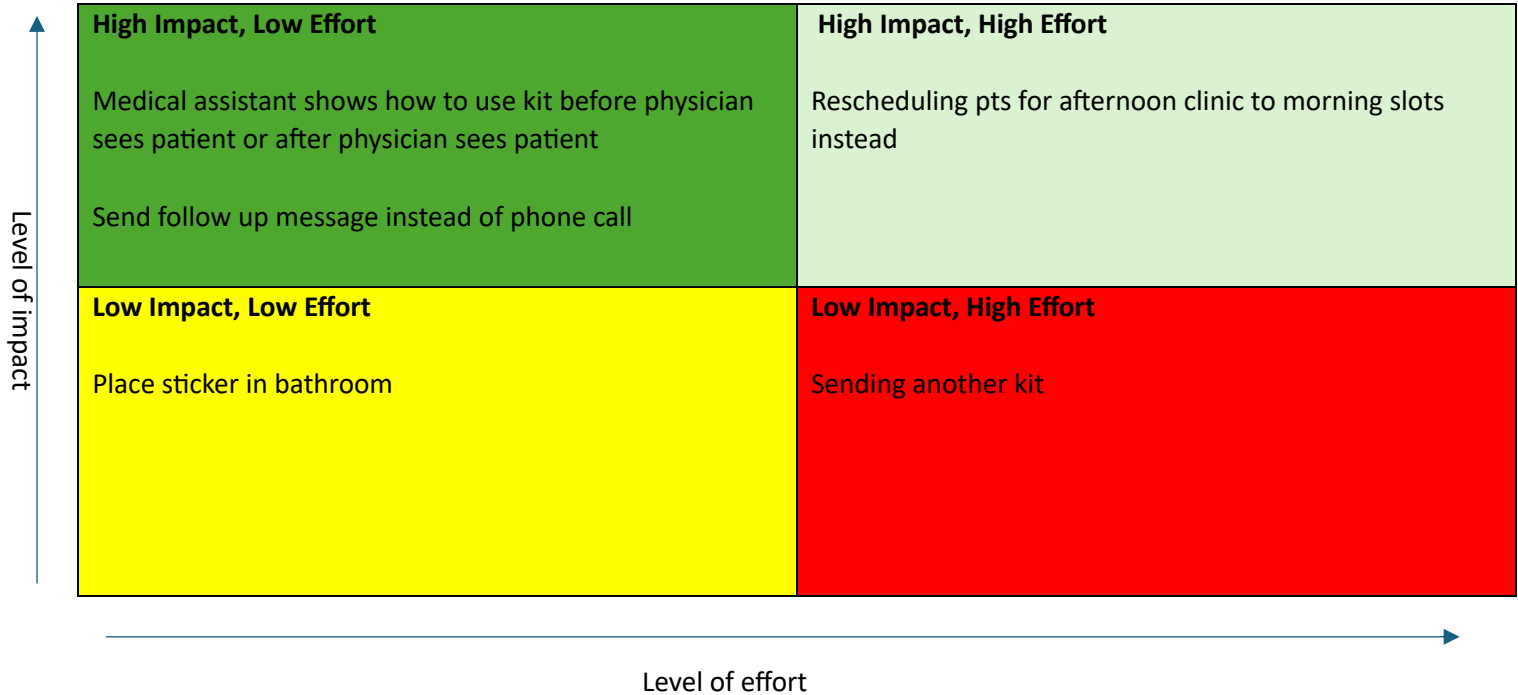 High Impact, Low Effort
Medical assistant shows how to use kit before physician
sees patient or after physician sees patient
Send follow up message instead of phone call
High Impact, High Effort
Rescheduling pts for afternoon clinic to morning slots
instead
Level of impact
Low Impact, Low Effort
Place sticker in bathroom
Low Impact, High Effort
Sending another kit
Level of effort